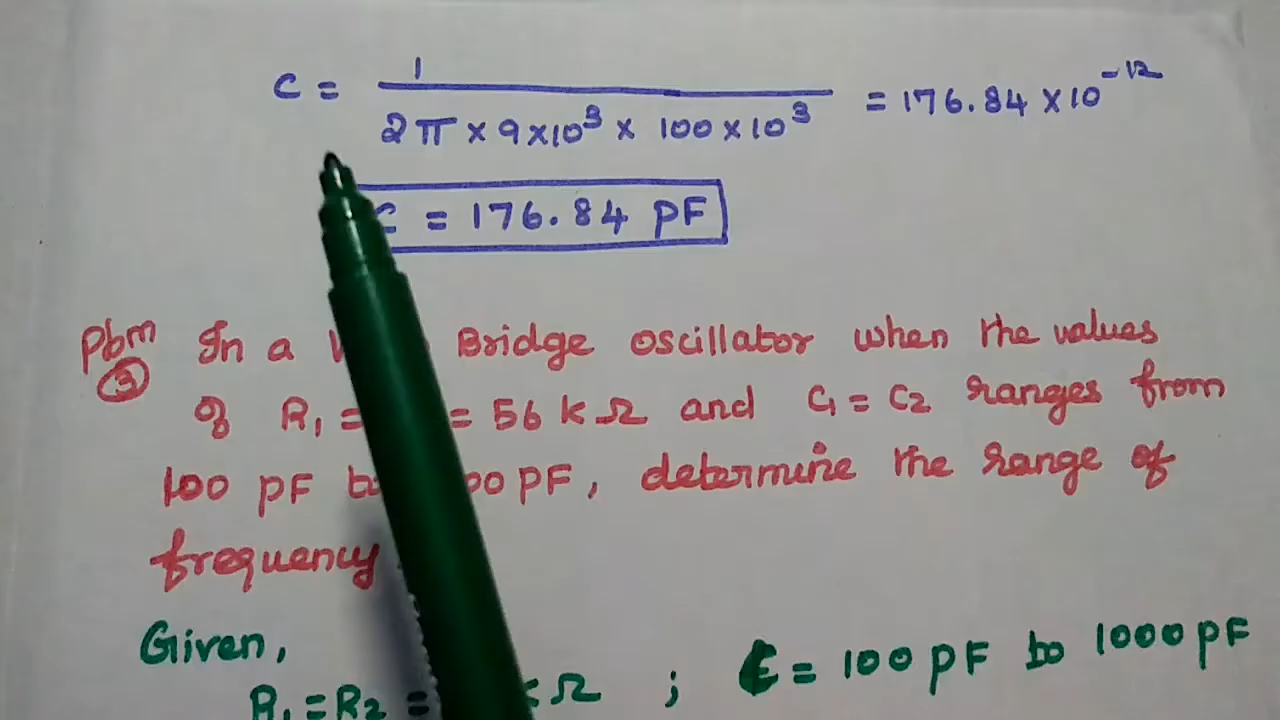 C = 1 / 2π × 9×10³ × 100×10³ = 176.84 × 10⁻¹²
C = 176.84 PF
Pbm ③ In a Bridge oscillator when the values
of R₁ = = 56 k Ω and C₁ = C₂ ranges from
100 PF to PF, determine the range of
frequency
Given,
R₁ = R₂ = k Ω ; C = 100 PF to 1000 PF